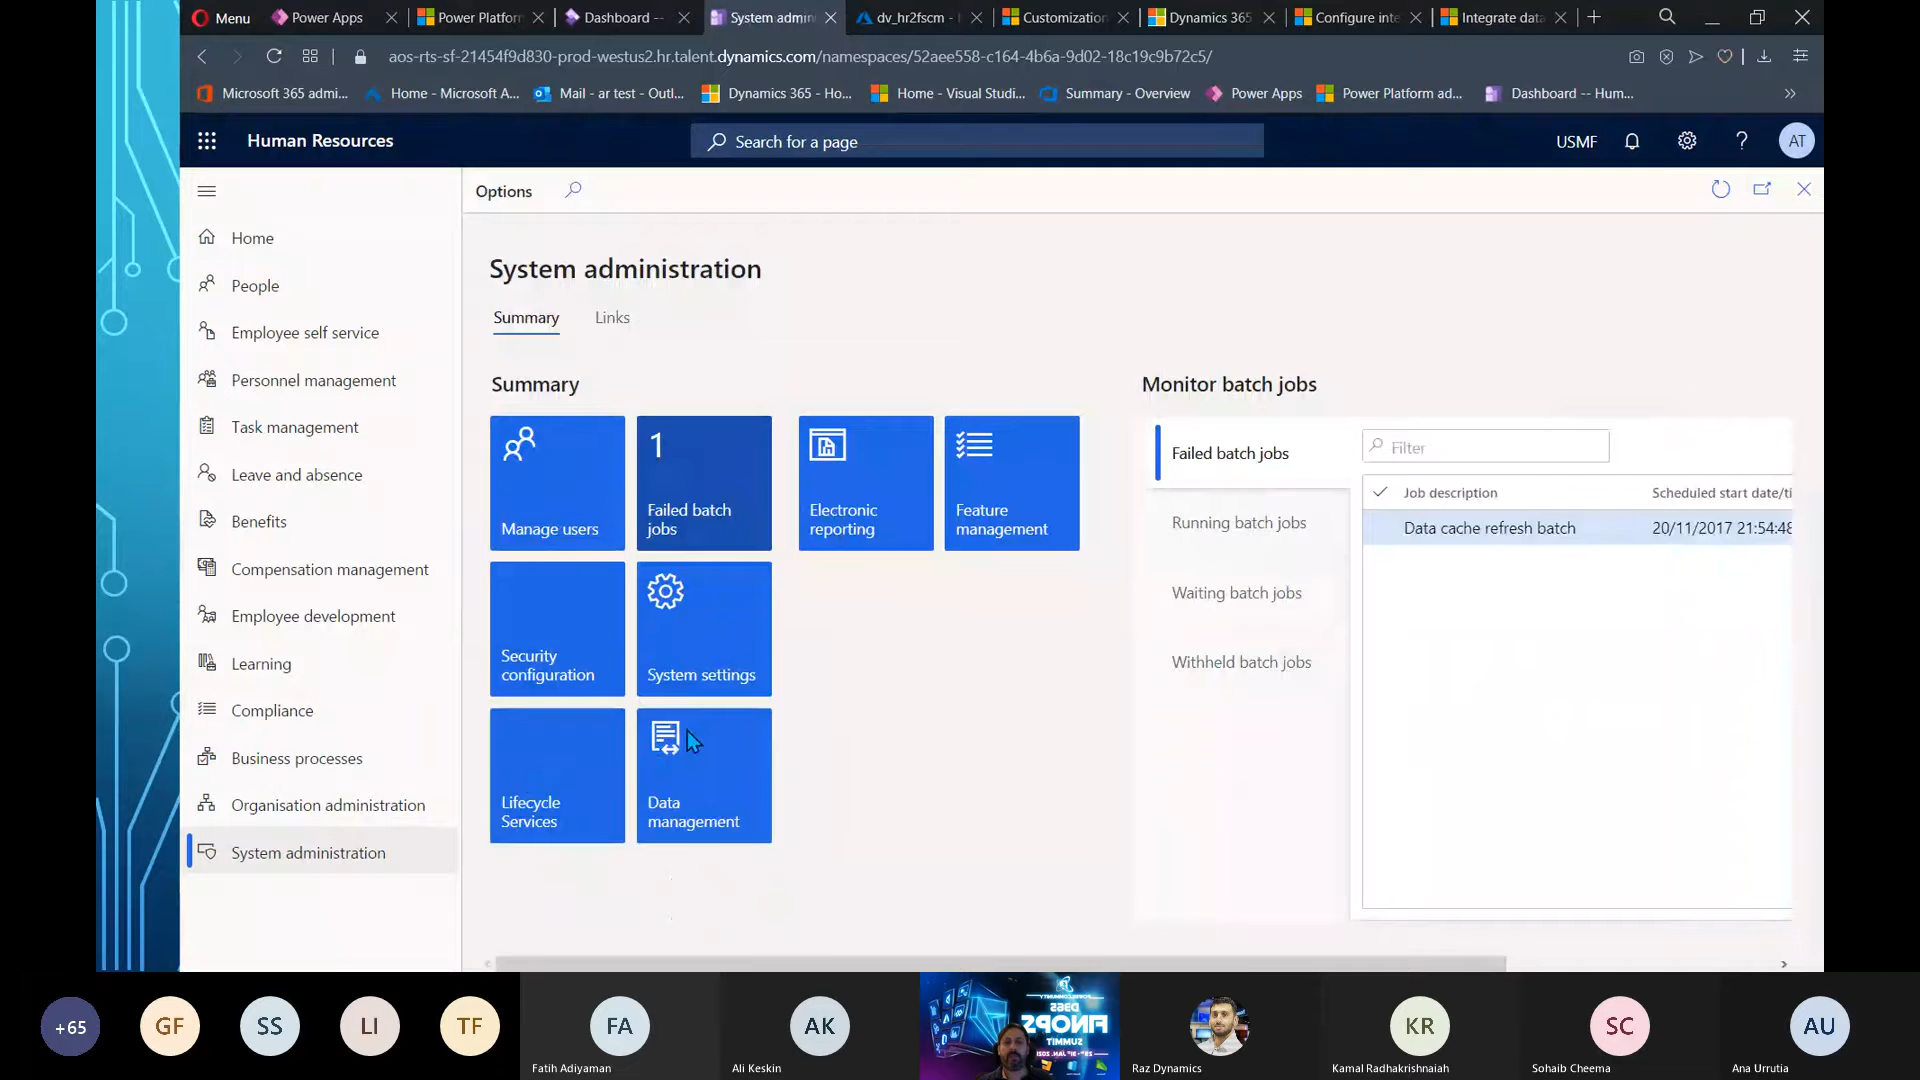 Menu
Power Apps
Power Platforn
Dashboard --
System admin
dv_hr2fscm -
Customization
Dynamics 365
Configure inte
Integrate data
aos-rts-sf-21454f9d830-prod-westus2.hr.talent.dynamics.com/namespaces/52aee558-c164-4b6a-9d02-18c19c9b72c5/
Microsoft 365 admi...
Home - Microsoft A...
Mail - ar test - Outl...
Dynamics 365 - Ho...
Home - Visual Studi...
Summary - Overview
Power Apps
Power Platform ad...
Dashboard -- Hum...
Human Resources
Search for a page
USMF
AT
Options
Home
People
Employee self service
Personnel management
Task management
Leave and absence
Benefits
Compensation management
Employee development
Learning
Compliance
Business processes
Organisation administration
System administration
System administration
Summary
Links
Summary
Manage users
1
Failed batch
jobs
Electronic
reporting
Feature
management
Security
configuration
System settings
Lifecycle
Services
Data
management
Monitor batch jobs
Failed batch jobs
Running batch jobs
Waiting batch jobs
Withheld batch jobs
Filter
Job description
Scheduled start date/ti
Data cache refresh batch
20/11/2017 21:54:48
+65
GF
SS
LI
TF
FA
Fatih Adiyaman
AK
Ali Keskin
D365
FINOPS
SUMMIT
Raz Dynamics
KR
Kamal Radhakrishnaiah
SC
Sohaib Cheema
AU
Ana Urrutia